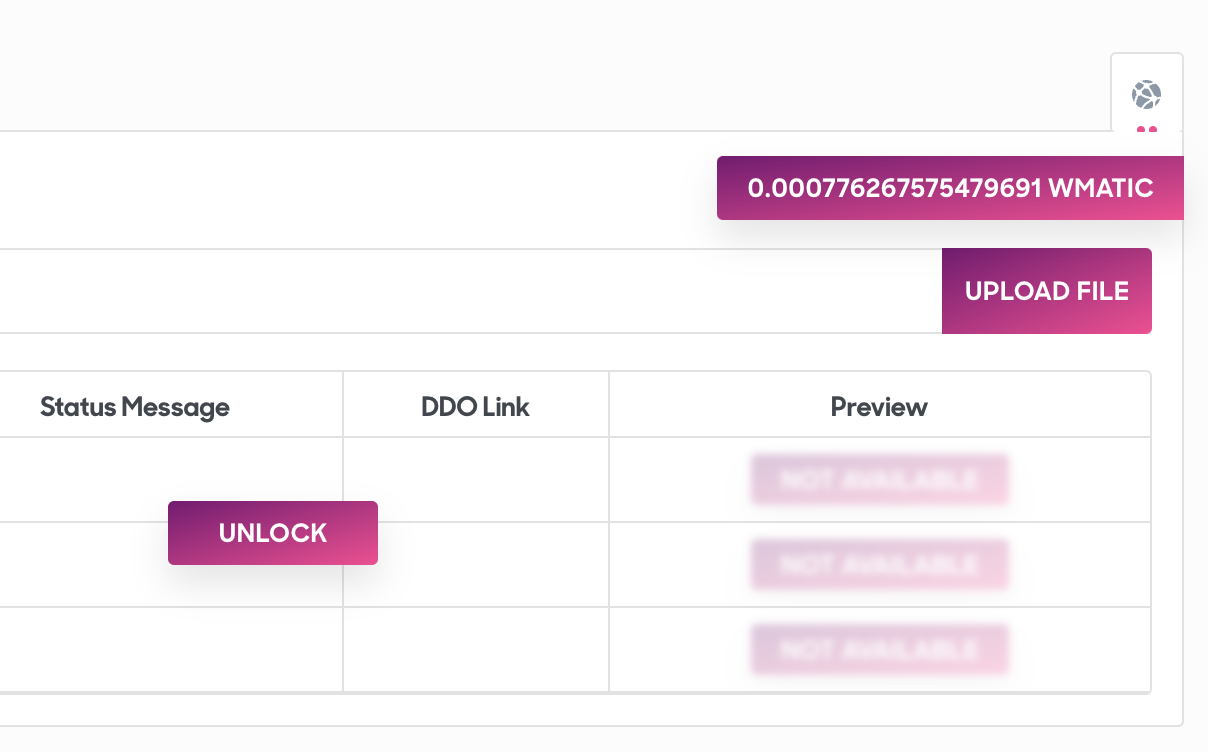 0.000776267575479691 WMATIC
UPLOAD FILE
Status Message DDO Link Preview
NOT AVAILABLE
UNLOCK
NOT AVAILABLE
NOT AVAILABLE